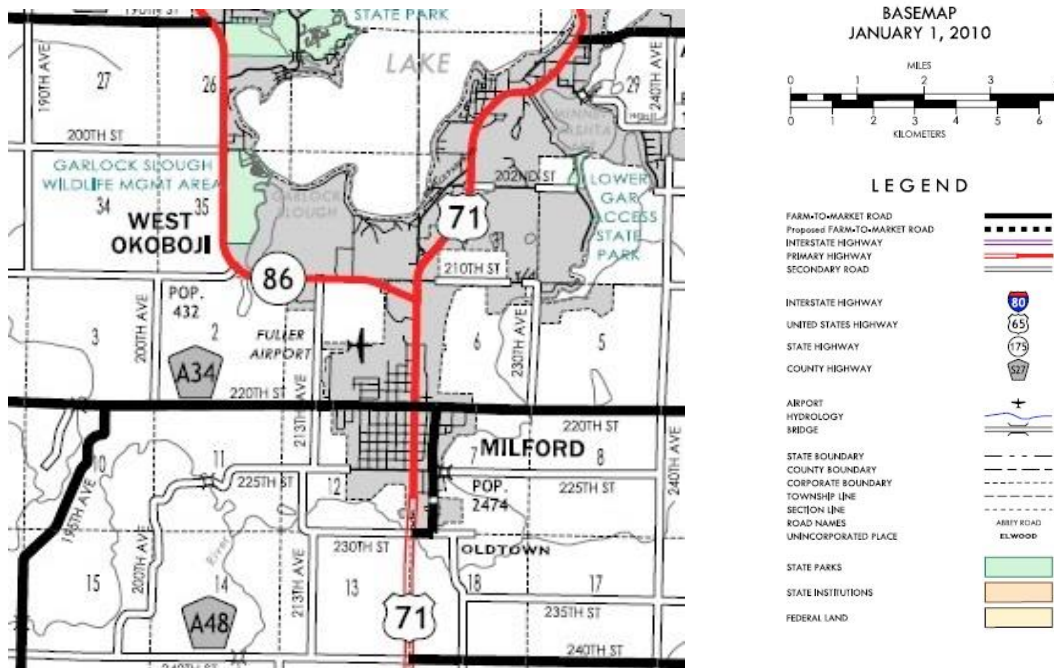 STATE PARK
LAKE
190TH AVE
27
26
29
240TH AVE
200TH ST
GARLOCK SLOUGH
WILDLIFE MGMT AREA
34
35
WEST
OKOBOJI
GARLOCK
SLOUGH
202ND ST
71
LOWER
GAR
ACCESS
STATE
PARK
210TH ST
86
POP.
432
3
200TH AVE
2
FULLER
AIRPORT
6
230TH AVE
5
A34
220TH ST
213TH AVE
220TH ST
MILFORD
7
8
240TH AVE
10
11
12
225TH ST
POP.
2474
225TH ST
196TH AVE
200TH AVE
River
230TH ST
OLDTOWN
15
14
213TH AVE
13
18
17
A48
71
235TH ST
240TH ST
BASEMAP
JANUARY 1, 2010
MILES
0 1 2 3
0 1 2 3 4 5 6
KILOMETERS
LEGEND
FARM-TO-MARKET ROAD
Proposed FARM-TO-MARKET ROAD
INTERSTATE HIGHWAY
PRIMARY HIGHWAY
SECONDARY ROAD
INTERSTATE HIGHWAY 80
UNITED STATES HIGHWAY 65
STATE HIGHWAY 175
COUNTY HIGHWAY S27
AIRPORT
HYDROLOGY
BRIDGE
STATE BOUNDARY
COUNTY BOUNDARY
CORPORATE BOUNDARY
TOWNSHIP LINE
SECTION LINE
ROAD NAMES ABBEY ROAD
UNINCORPORATED PLACE ELWOOD
STATE PARKS
STATE INSTITUTIONS
FEDERAL LAND